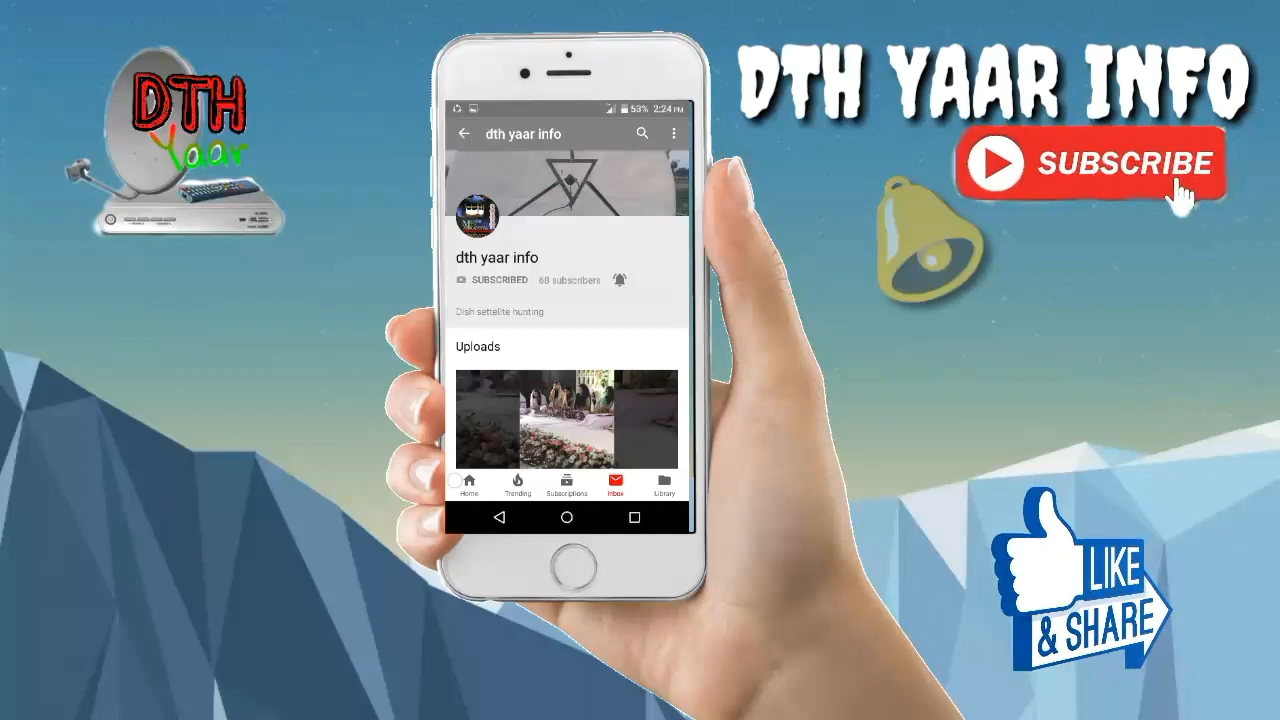 DTH
Yaar
DTH YAAR INFO
SUBSCRIBE
53% 2:24 PM
dth yaar info
dth yaar info
SUBSCRIBED 68 subscribers
Dish settelite hunting
Uploads
Home Trending Subscriptions Inbox Library
LIKE
& SHARE